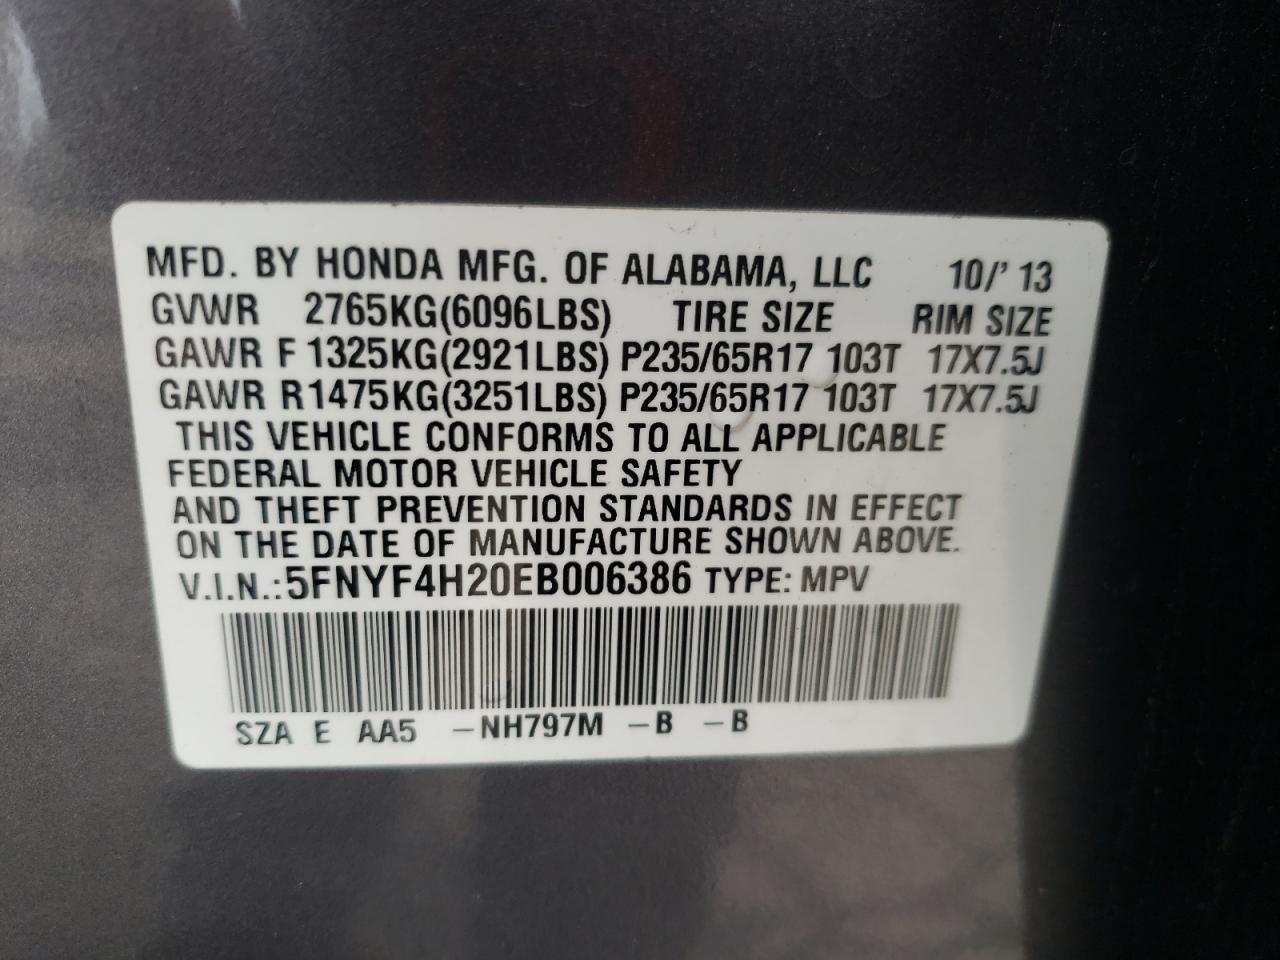 MFD. BY HONDA MFG. OF ALABAMA, LLC 10/' 13
GVWR 2765KG(6096LBS) TIRE SIZE RIM SIZE
GAWR F 1325KG(2921LBS) P235/65R17 103T 17X7.5J
GAWR R1475KG(3251LBS) P235/65R17 103T 17X7.5J
THIS VEHICLE CONFORMS TO ALL APPLICABLE
FEDERAL MOTOR VEHICLE SAFETY
AND THEFT PREVENTION STANDARDS IN EFFECT
ON THE DATE OF MANUFACTURE SHOWN ABOVE.
V.I.N.:5FNYF4H20EB006386 TYPE: MPV
SZA E AA5 -NH797M -B -B